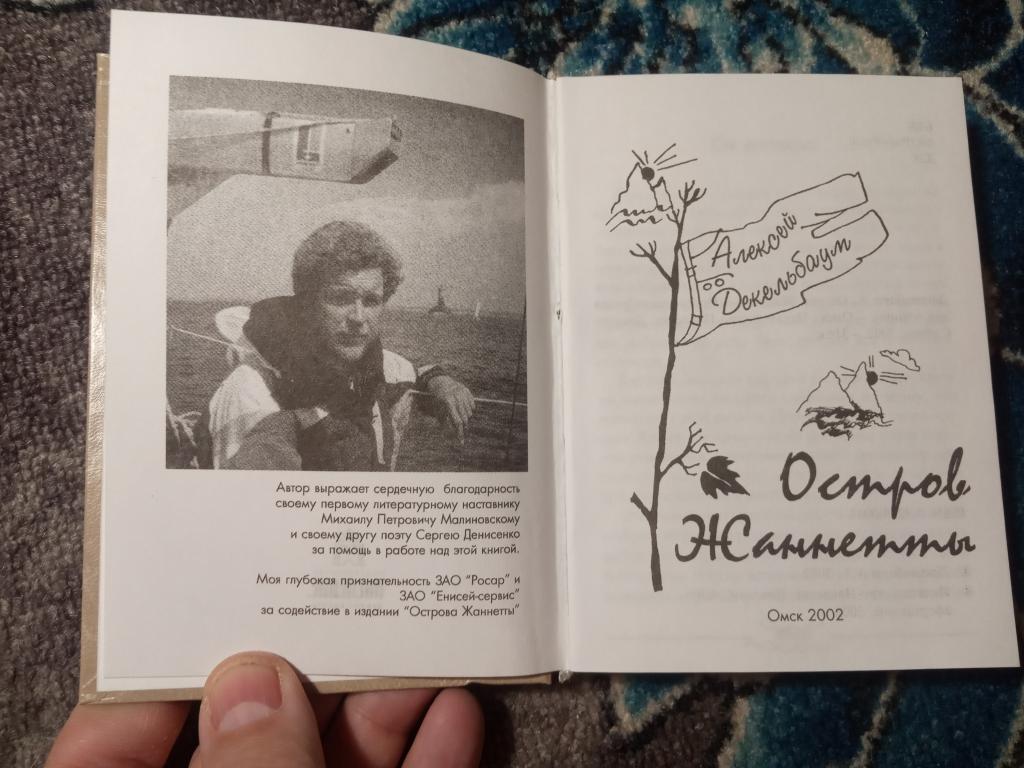 Автор выражает сердечную благодарность
своему первому литературному наставнику
Михаилу Петровичу Малиновскому
и своему другу поэту Сергею Денисенко
за помощь в работе над этой книгой.
Моя глубокая признательность ЗАО "Росар" и
ЗАО "Енисей-сервис"
за содействие в издании "Острова Жаннетты"
Алексей
Декельбаум
Остров
Жаннетты
Омск 2002